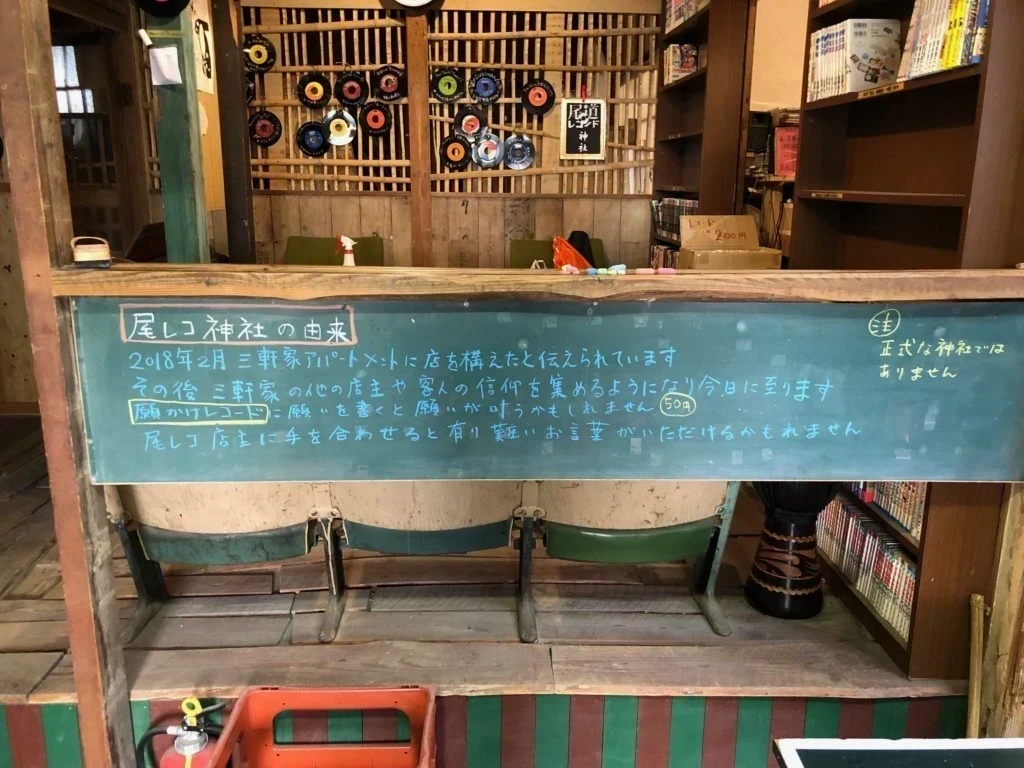 尾道
レコード
神社
レコード
200円
尾レコ神社の由来
2018年2月 三軒家アパートメントに店を構えたと伝えられています
その後 三軒家の他の店主や客人の信仰を集めるようになり今日に至ります
願かけレコードに願いを書くと願いが叶うかもしれません 50円
尾レコ店主に手を合わせると有り難いお言葉がいただけるかもれません
注
正式な神社では
ありません